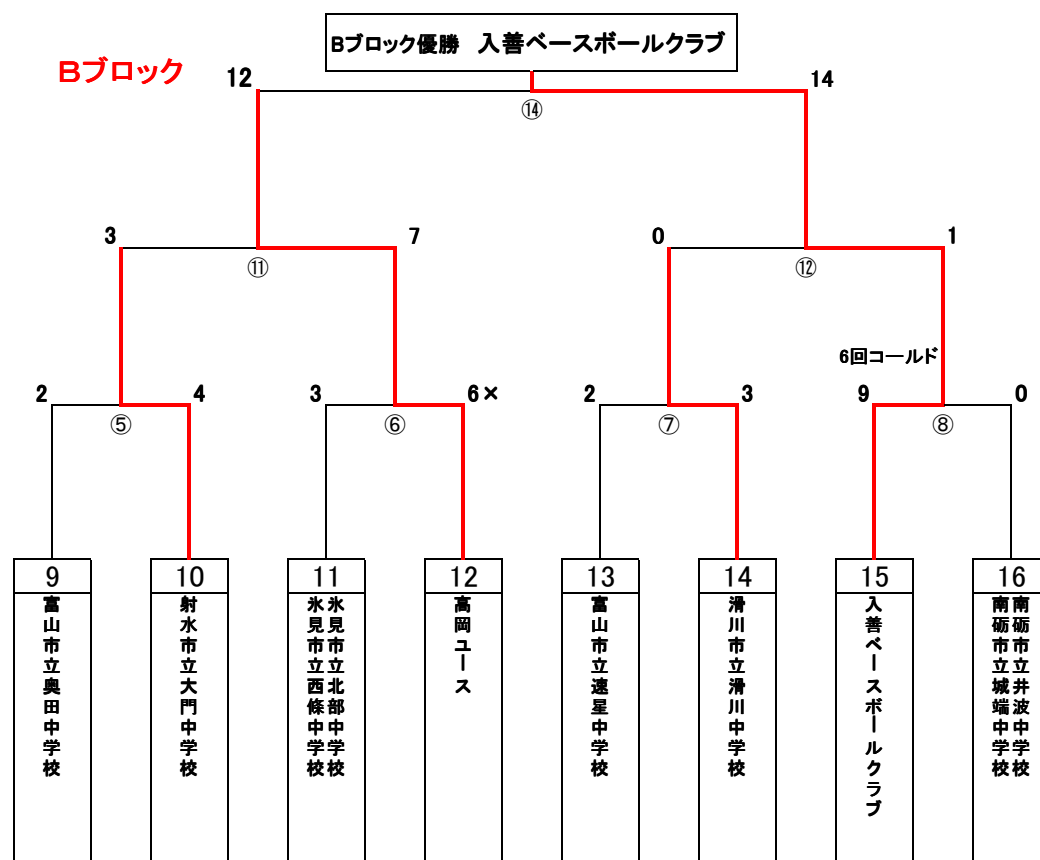 Bブロック優勝 入善ベースボールクラブ
Bブロック
12
14
⑭
3
7
0
1
⑪
⑫
6回コールド
2
4
3
6×
2
3
9
0
⑤
⑥
⑦
⑧
9
10
11
12
13
14
15
16
富山市立奥田中学校
射水市立大門中学校
氷見市立北部中学校
氷見市立西條中学校
高岡ユース
富山市立速星中学校
滑川市立滑川中学校
入善ベースボールクラブ
南砺市立井波中学校
南砺市立城端中学校